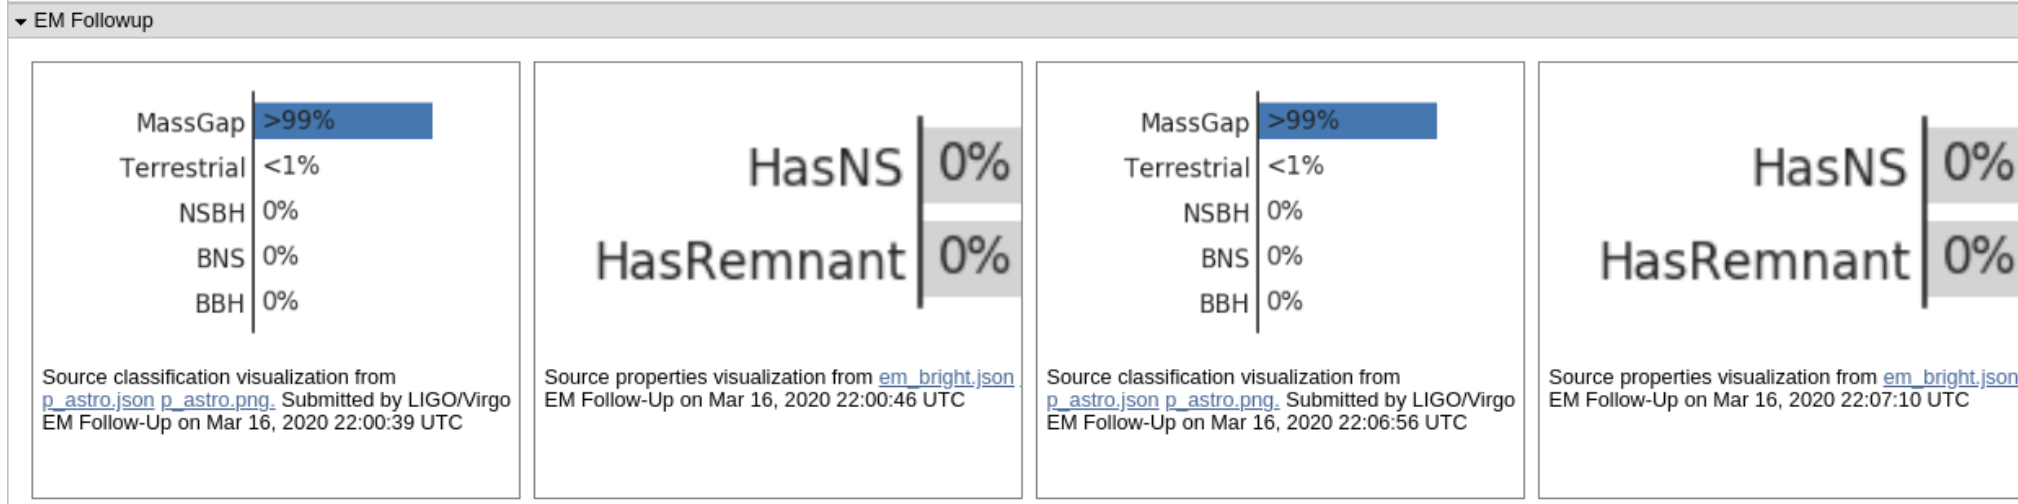 EM Followup
MassGap >99%
Terrestrial <1%
NSBH 0%
BNS 0%
BBH 0%
Source classification visualization from
p_astro.json p_astro.png. Submitted by LIGO/Virgo
EM Follow-Up on Mar 16, 2020 22:00:39 UTC
HasNS 0%
HasRemnant 0%
Source properties visualization from em_bright.json
EM Follow-Up on Mar 16, 2020 22:00:46 UTC
MassGap >99%
Terrestrial <1%
NSBH 0%
BNS 0%
BBH 0%
Source classification visualization from
p_astro.json p_astro.png. Submitted by LIGO/Virgo
EM Follow-Up on Mar 16, 2020 22:06:56 UTC
HasNS 0%
HasRemnant 0%
Source properties visualization from em_bright.json
EM Follow-Up on Mar 16, 2020 22:07:10 UTC